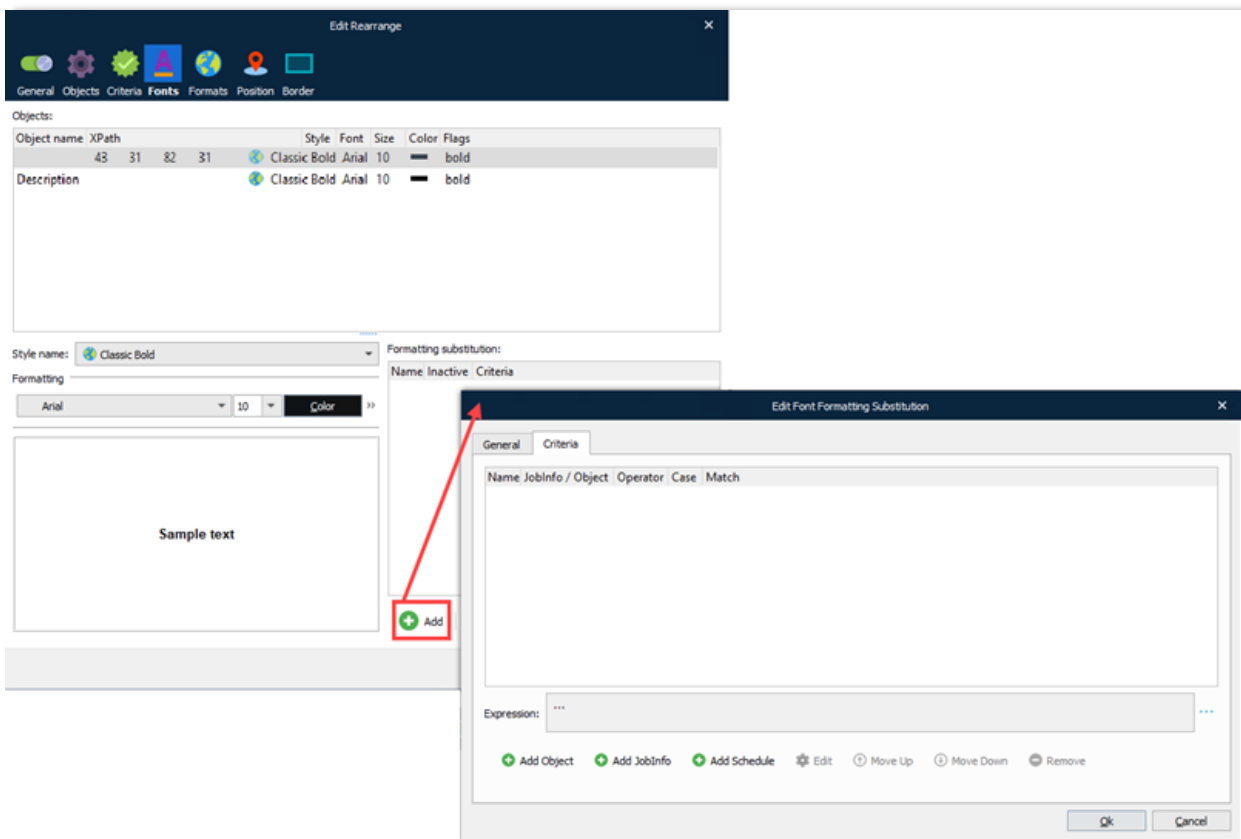 Edit Rearrange
General Objects Criteria Fonts Formats Position Border
Objects:
Object name XPath Style Font Size Color Flags
43 31 82 31 Classic Bold Arial 10 bold
Description Classic Bold Arial 10 bold
Style name: Classic Bold
Formatting substitution:
Formatting
Name Inactive Criteria
Arial 10 Color >>
Sample text
Add
Edit Font Formatting Substitution
General Criteria
Name JobInfo / Object Operator Case Match
Expression: ...
Add Object Add JobInfo Add Schedule Edit Move Up Move Down Remove
Ok Cancel